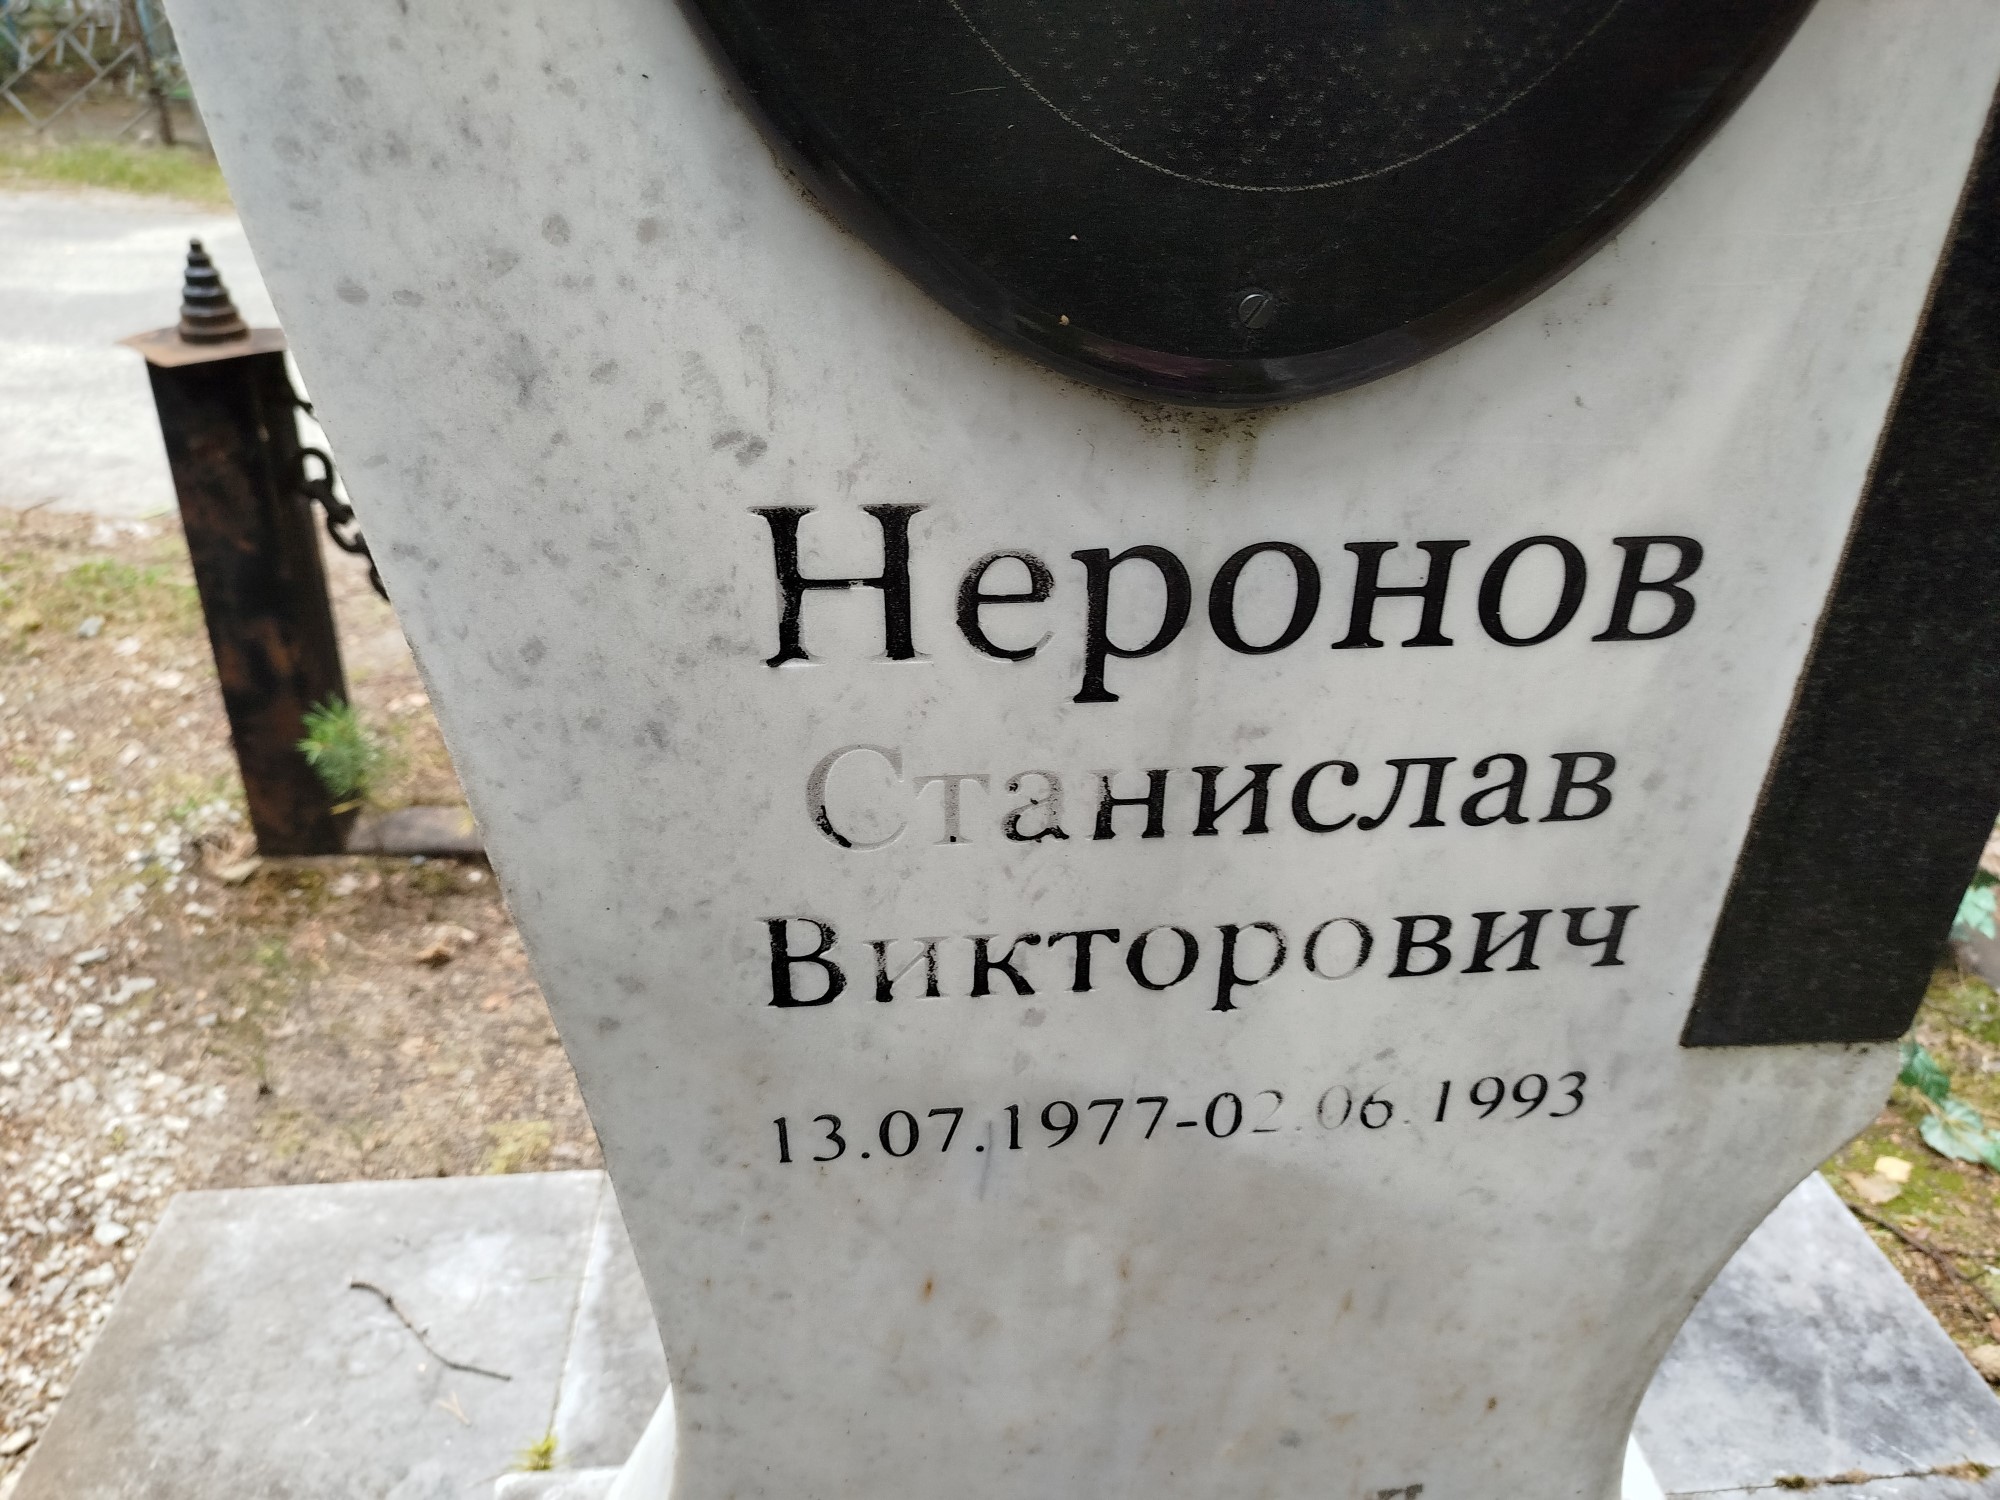 Неронов
Станислав
Викторович
13.07.1977-02.06.1993